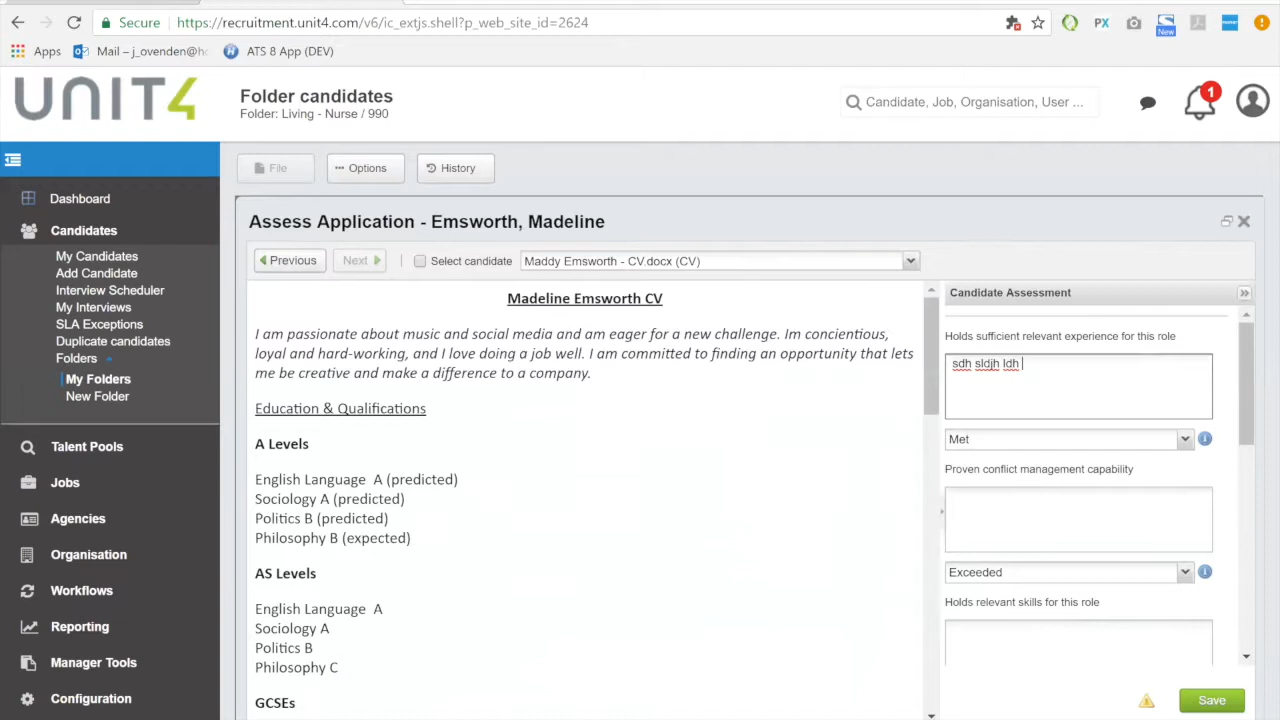 Secure https://recruitment.unit4.com/v6/ic_extjs.shell?p_web_site_id=2624
New
Apps Mail – j_ovenden@ho ATS 8 App (DEV)
UNIT4
Folder candidates
Folder: Living - Nurse / 990
Candidate, Job, Organisation, User ...
1
File
Options
History
Dashboard
Candidates
My Candidates
Add Candidate
Interview Scheduler
My Interviews
SLA Exceptions
Duplicate candidates
Folders
My Folders
New Folder
Talent Pools
Jobs
Agencies
Organisation
Workflows
Reporting
Manager Tools
Configuration
Assess Application - Emsworth, Madeline
Previous
Next
Select candidate
Maddy Emsworth - CV.docx (CV)
Madeline Emsworth CV
I am passionate about music and social media and am eager for a new challenge. Im concientious,
loyal and hard-working, and I love doing a job well. I am committed to finding an opportunity that lets
me be creative and make a difference to a company.
Education & Qualifications
A Levels
English Language A (predicted)
Sociology A (predicted)
Politics B (predicted)
Philosophy B (expected)
AS Levels
English Language A
Sociology A
Politics B
Philosophy C
GCSEs
Candidate Assessment
Holds sufficient relevant experience for this role
sdh sldjh ldh
Met
Proven conflict management capability
Exceeded
Holds relevant skills for this role
Save